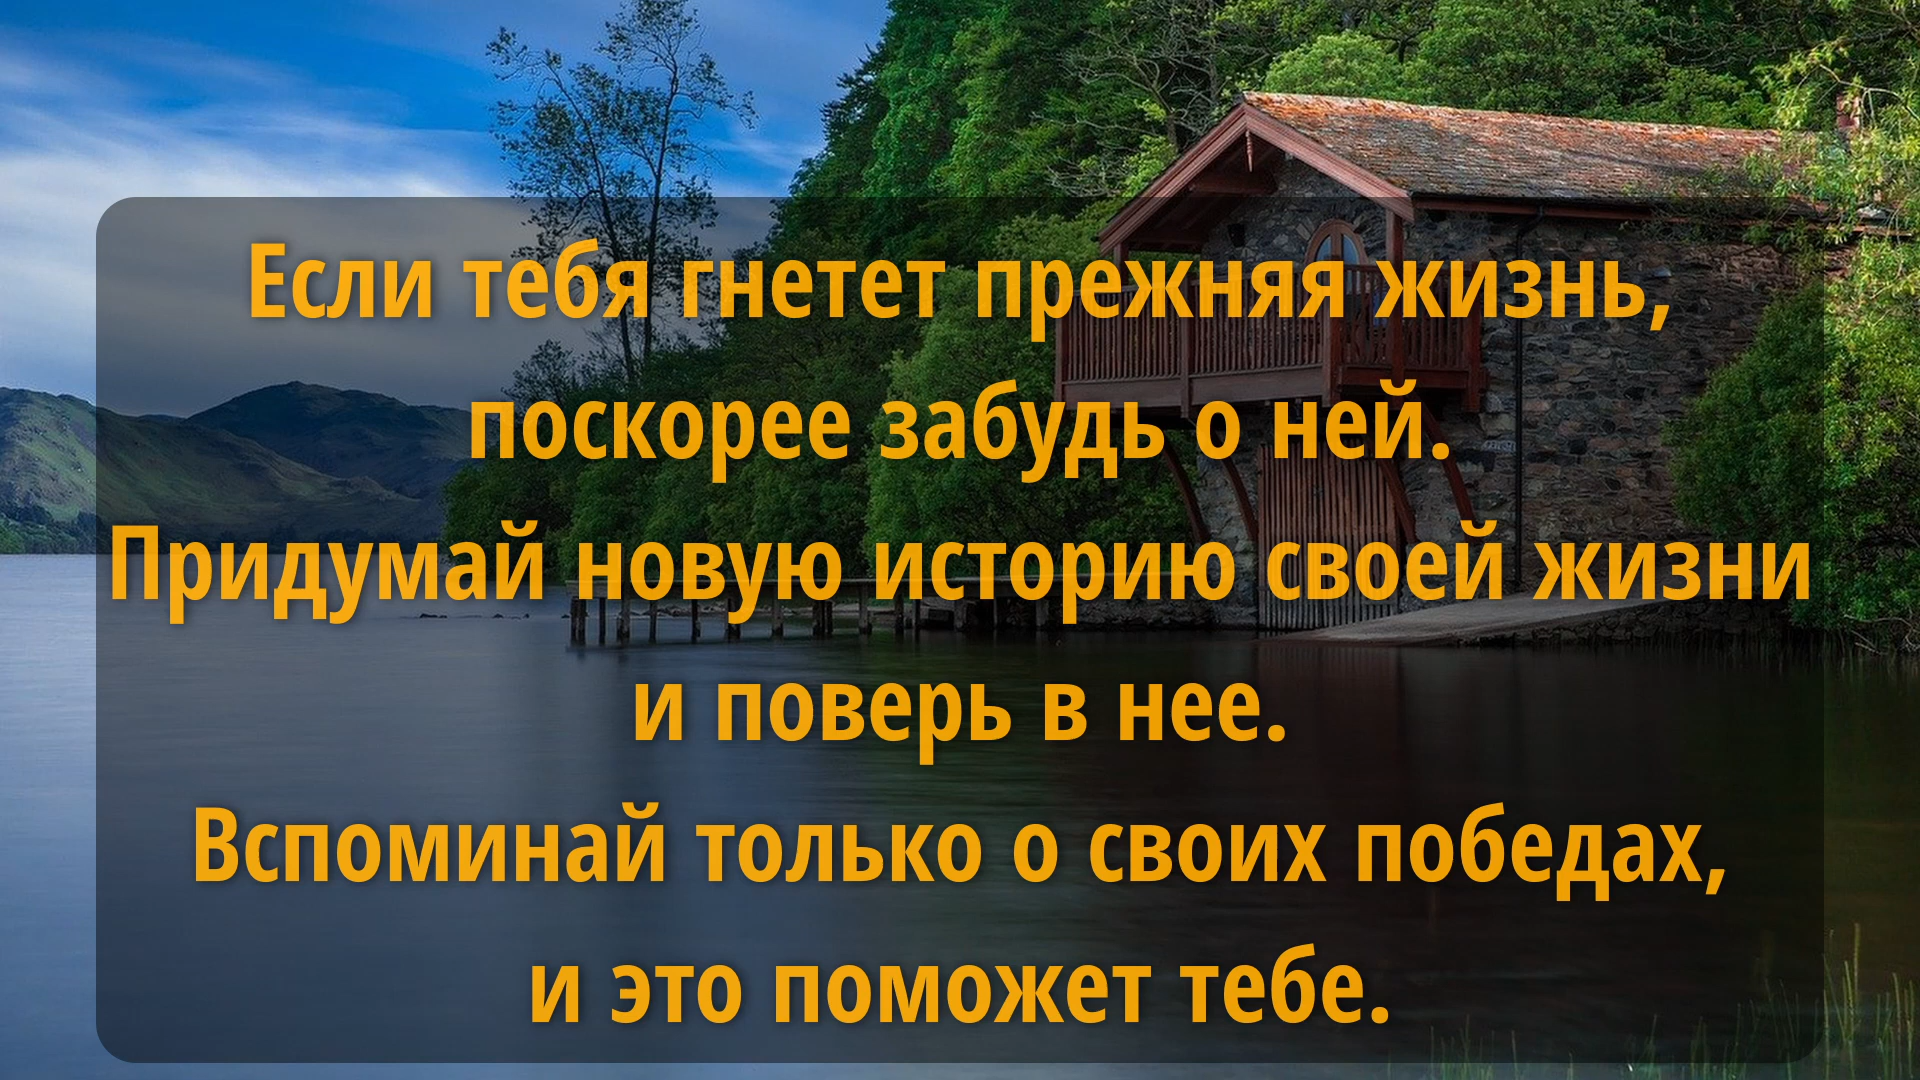 Если тебя гнетет прежняя жизнь,
поскорее забудь о ней.
Придумай новую историю своей жизни
и поверь в нее.
Вспоминай только о своих победах,
и это поможет тебе.